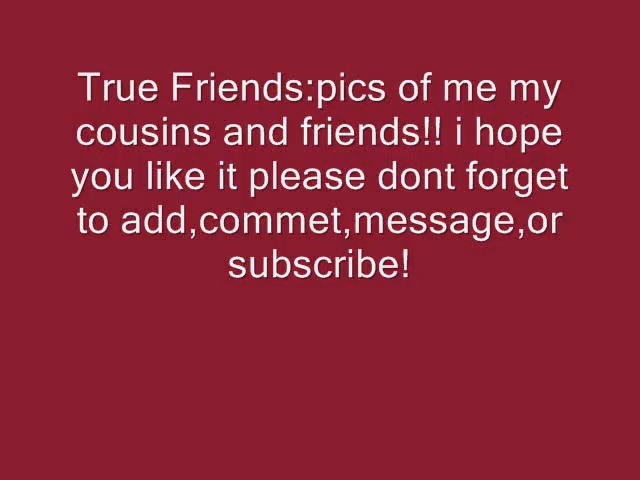 True Friends:pics of me my
cousins and friends!! i hope
you like it please dont forget
to add,commet,message,or
subscribe!